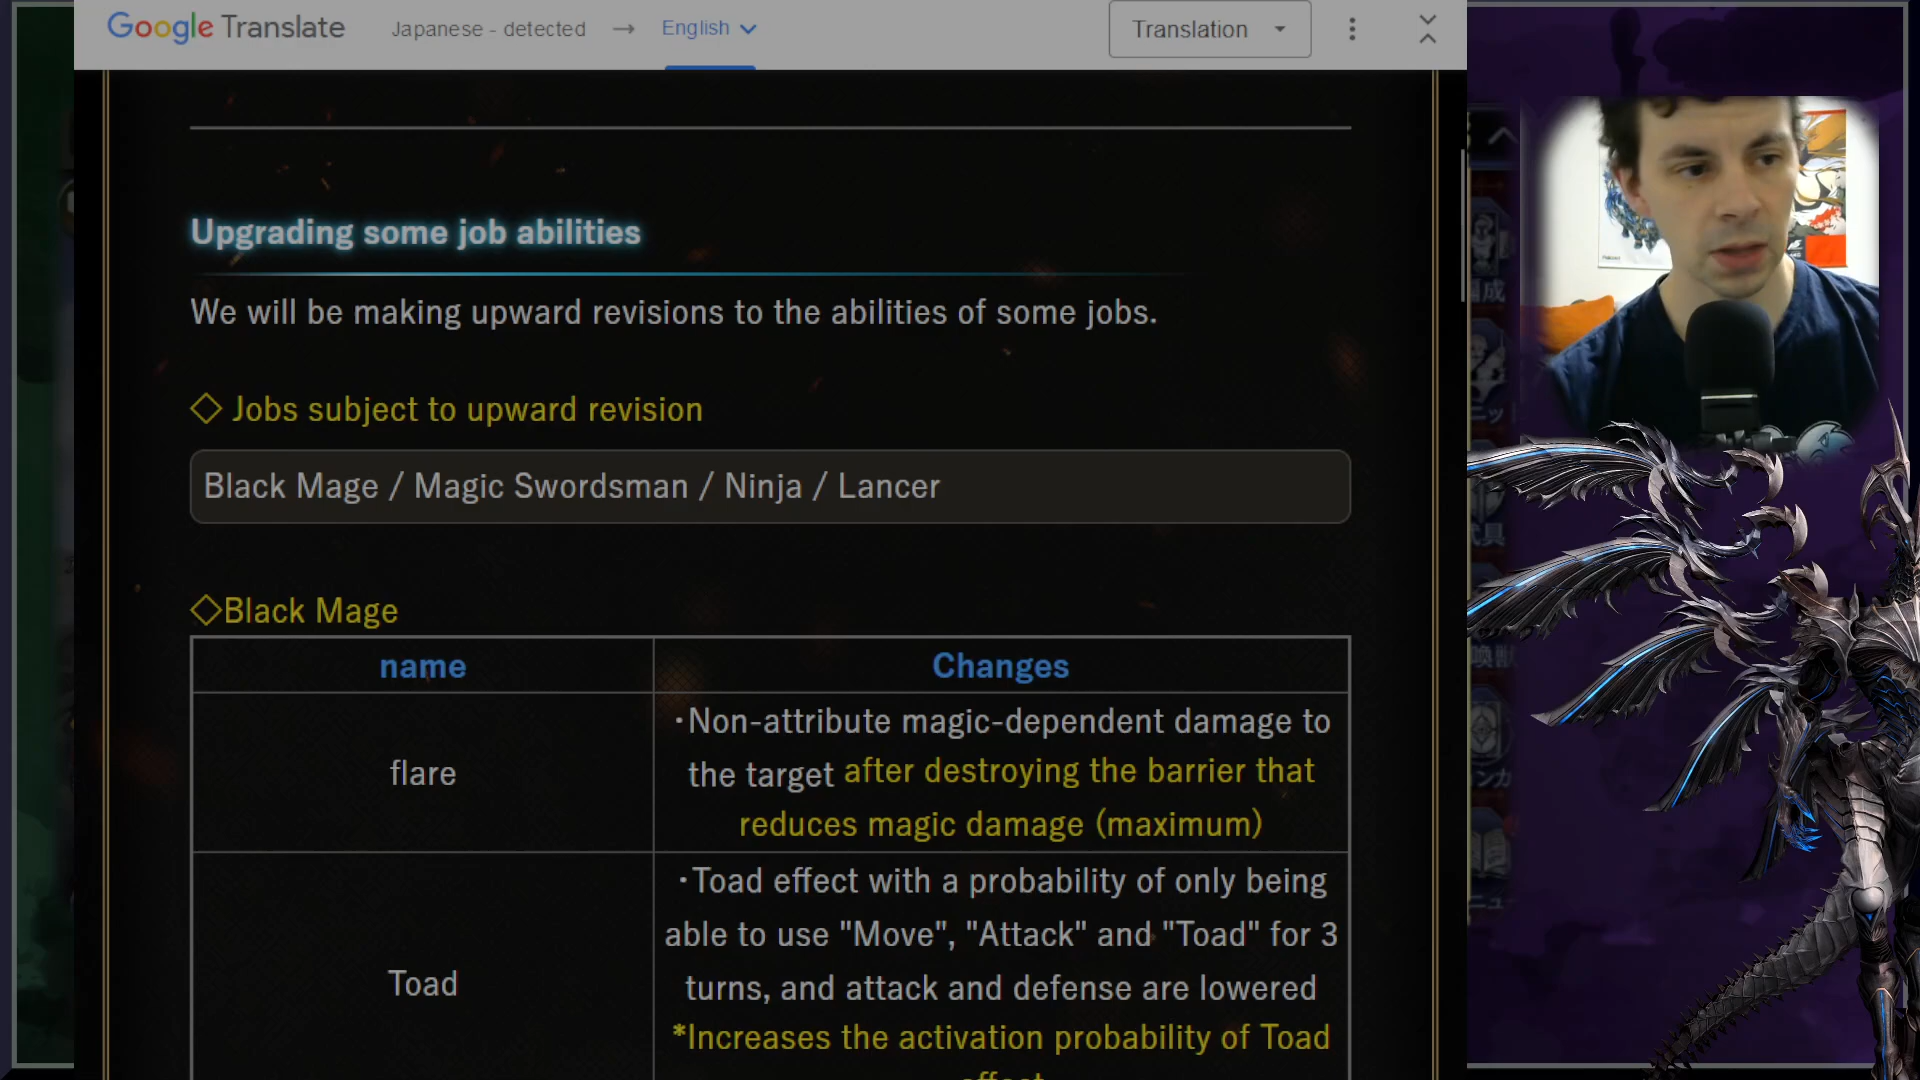 Google Translate
Japanese - detected → English
Translation
Upgrading some job abilities
We will be making upward revisions to the abilities of some jobs.
◇ Jobs subject to upward revision
Black Mage / Magic Swordsman / Ninja / Lancer
◇Black Mage
name
Changes
flare
・Non-attribute magic-dependent damage to
the target after destroying the barrier that
reduces magic damage (maximum)
Toad
・Toad effect with a probability of only being
able to use "Move", "Attack" and "Toad" for 3
turns, and attack and defense are lowered
*Increases the activation probability of Toad
編成